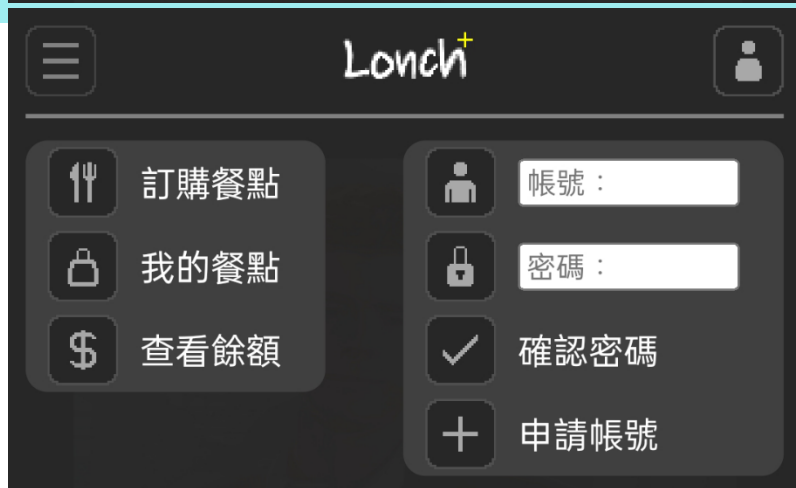 Lonch+
訂購餐點
我的餐點
查看餘額
帳號：
密碼：
確認密碼
申請帳號